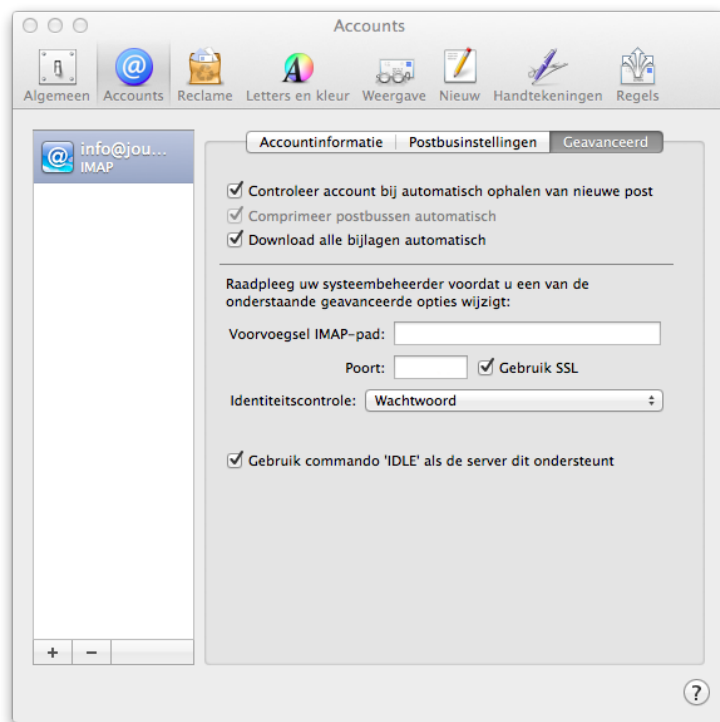 Accounts
Algemeen Accounts Reclame Letters en kleur Weergave Nieuw Handtekeningen Regels
info@jou...
IMAP
Accountinformatie Postbusinstellingen Geavanceerd
Controleer account bij automatisch ophalen van nieuwe post
Comprimeer postbussen automatisch
Download alle bijlagen automatisch
Raadpleeg uw systeembeheerder voordat u een van de
onderstaande geavanceerde opties wijzigt:
Voorvoegsel IMAP-pad:
Poort: Gebruik SSL
Identiteitscontrole: Wachtwoord
Gebruik commando 'IDLE' als de server dit ondersteunt
+ −
?